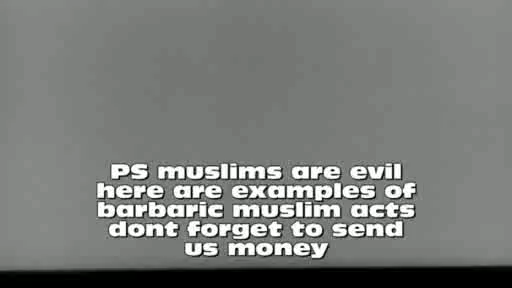 PS muslims are evil
here are examples of
barbaric muslim acts
dont forget to send
us money